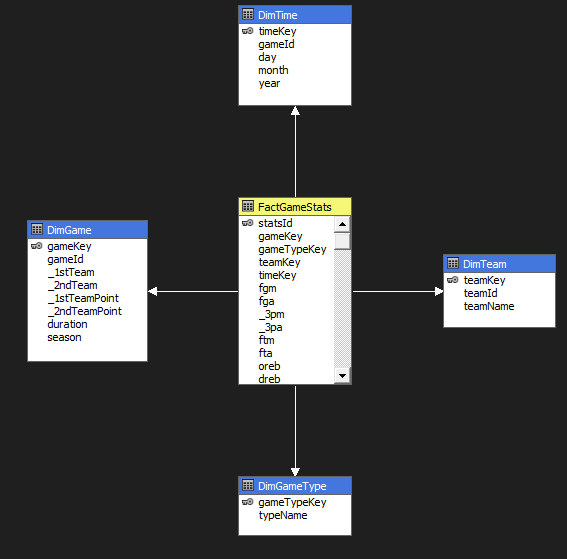 DimTime
timeKey
gameId
day
month
year
FactGameStats
statsId
gameKey
gameTypeKey
teamKey
timeKey
fgm
fga
_3pm
_3pa
ftm
fta
oreb
dreb
DimGame
gameKey
gameId
_1stTeam
_2ndTeam
_1stTeamPoint
_2ndTeamPoint
duration
season
DimTeam
teamKey
teamId
teamName
DimGameType
gameTypeKey
typeName